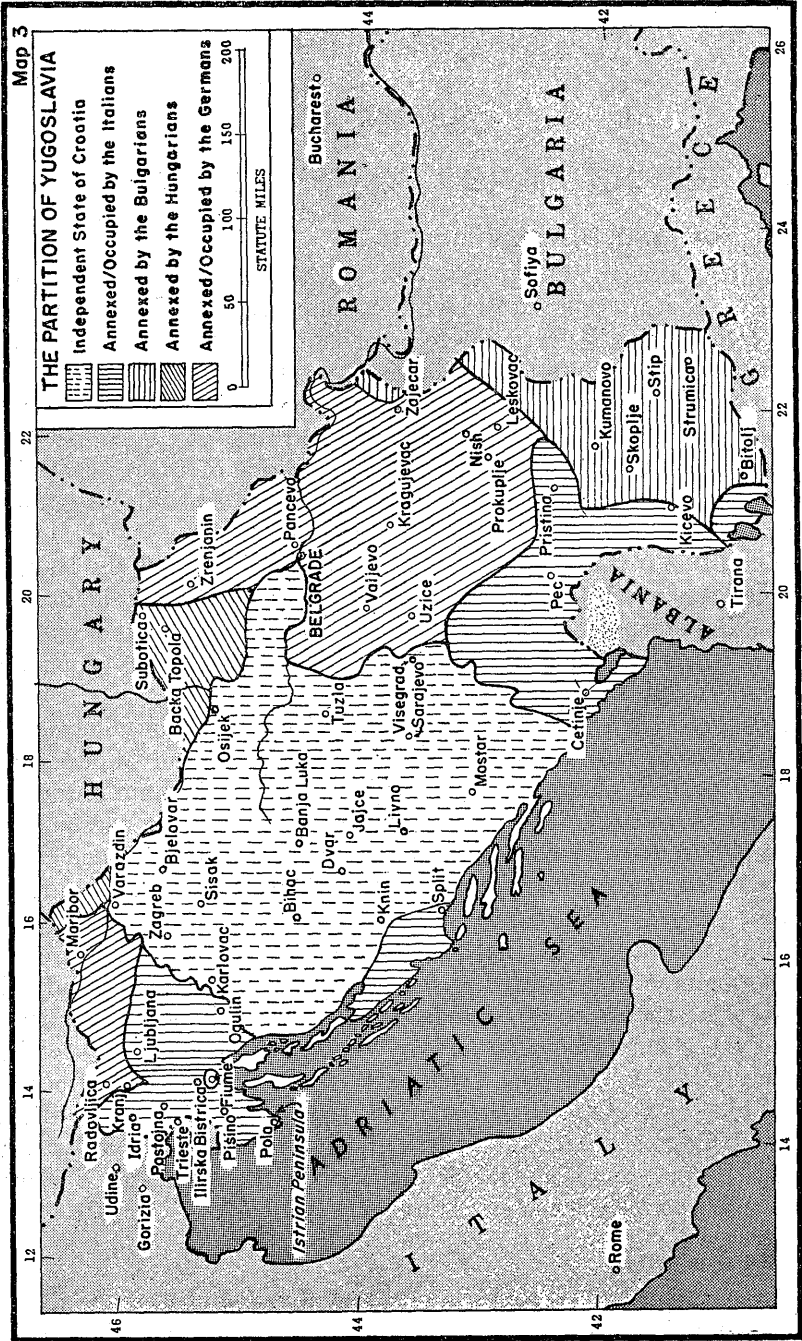 Map 3
THE PARTITION OF YUGOSLAVIA
Independent State of Croatia
Annexed/Occupied by the Italians
Annexed by the Bulgarians
Annexed by the Hungarians
Annexed/Occupied by the Germans
0 50 100 150 200
STATUTE MILES
12
14
16
18
20
22
46
44
42
14
16
18
20
22
24
26
42
HUNGARY
ROMANIA
BULGARIA
GREECE
ALBANIA
ITALY
ADRIATIC SEA
Istrian Peninsula
Radovljica
Kranj
Udine
Idria
Gorizia
Postojna
Trieste
Ilirska Bistrica
Pisino
Fiume
Pola
Ljubljana
Maribor
Varazdin
Zagreb
Bjelovar
Sisak
Karlovac
Ogulin
Bihac
Banja Luka
Dvar
Jajce
Knin
Livno
Split
Mostar
Osijek
Tuzla
Visegrad
Sarajevo
Subotica
Backa Topola
Zrenjanin
Pancevo
BELGRADE
Valjevo
Uzice
Kragujevac
Zajecar
Nish
Prokuplje
Leskovac
Pristina
Pec
Cetinje
Kumanovo
Skoplje
Stip
Strumica
Kicevo
Bitolj
Tirana
Bucharest
Sofiya
Rome